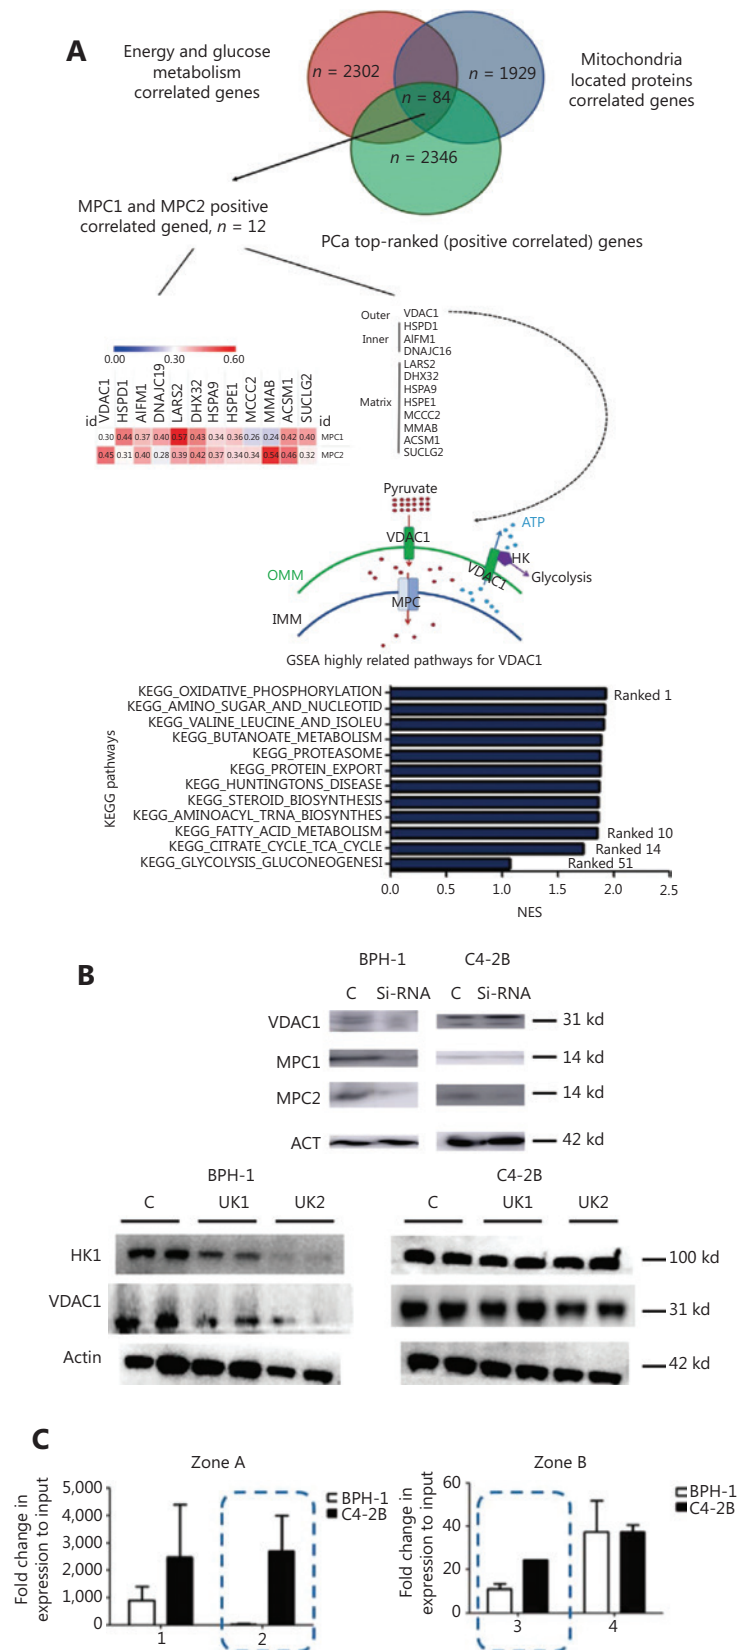 A
Energy and glucose
metabolism
correlated genes
n = 2302
n = 1929
n = 84
n = 2346
Mitochondria
located proteins
correlated genes
MPC1 and MPC2 positive
correlated gened, n = 12
PCa top-ranked (positive correlated) genes
Outer
VDAC1
Inner
HSPD1
AIFM1
DNAJC16
Matrix
LARS2
DHX32
HSPA9
HSPE1
MCCC2
MMAB
ACSM1
SUCLG2
0.00 0.30 0.60
id VDAC1 HSPD1 AIFM1 DNAJC19 LARS2 DHX32 HSPA9 HSPE1 MCCC2 MMAB ACSM1 SUCLG2 id
0.30 0.44 0.37 0.40 0.57 0.43 0.34 0.36 0.26 0.24 0.42 0.40 MPC1
0.45 0.31 0.40 0.28 0.39 0.42 0.37 0.34 0.34 0.54 0.46 0.32 MPC2
Pyruvate
VDAC1
ATP
HK
VDAC1
Glycolysis
OMM
MPC
IMM
GSEA highly related pathways for VDAC1
KEGG pathways
KEGG_OXIDATIVE_PHOSPHORYLATION Ranked 1
KEGG_AMINO_SUGAR_AND_NUCLEOTID
KEGG_VALINE_LEUCINE_AND_ISOLEU
KEGG_BUTANOATE_METABOLISM
KEGG_PROTEASOME
KEGG_PROTEIN_EXPORT
KEGG_HUNTINGTONS_DISEASE
KEGG_STEROID_BIOSYNTHESIS
KEGG_AMINOACYL_TRNA_BIOSYNTHES
KEGG_FATTY_ACID_METABOLISM Ranked 10
KEGG_CITRATE_CYCLE_TCA_CYCLE Ranked 14
KEGG_GLYCOLYSIS_GLUCONEOGENESI Ranked 51
0.0 0.5 1.0 1.5 2.0 2.5
NES
B
BPH-1 C4-2B
C Si-RNA C Si-RNA
VDAC1 31 kd
MPC1 14 kd
MPC2 14 kd
ACT 42 kd
BPH-1 C4-2B
C UK1 UK2 C UK1 UK2
HK1 100 kd
VDAC1 31 kd
Actin 42 kd
C
Zone A
Fold change in
expression to input
5,000
4,000
3,000
2,000
1,000
0
1 2
BPH-1
C4-2B
Zone B
Fold change in
expression to input
60
40
20
0
3 4
BPH-1
C4-2B